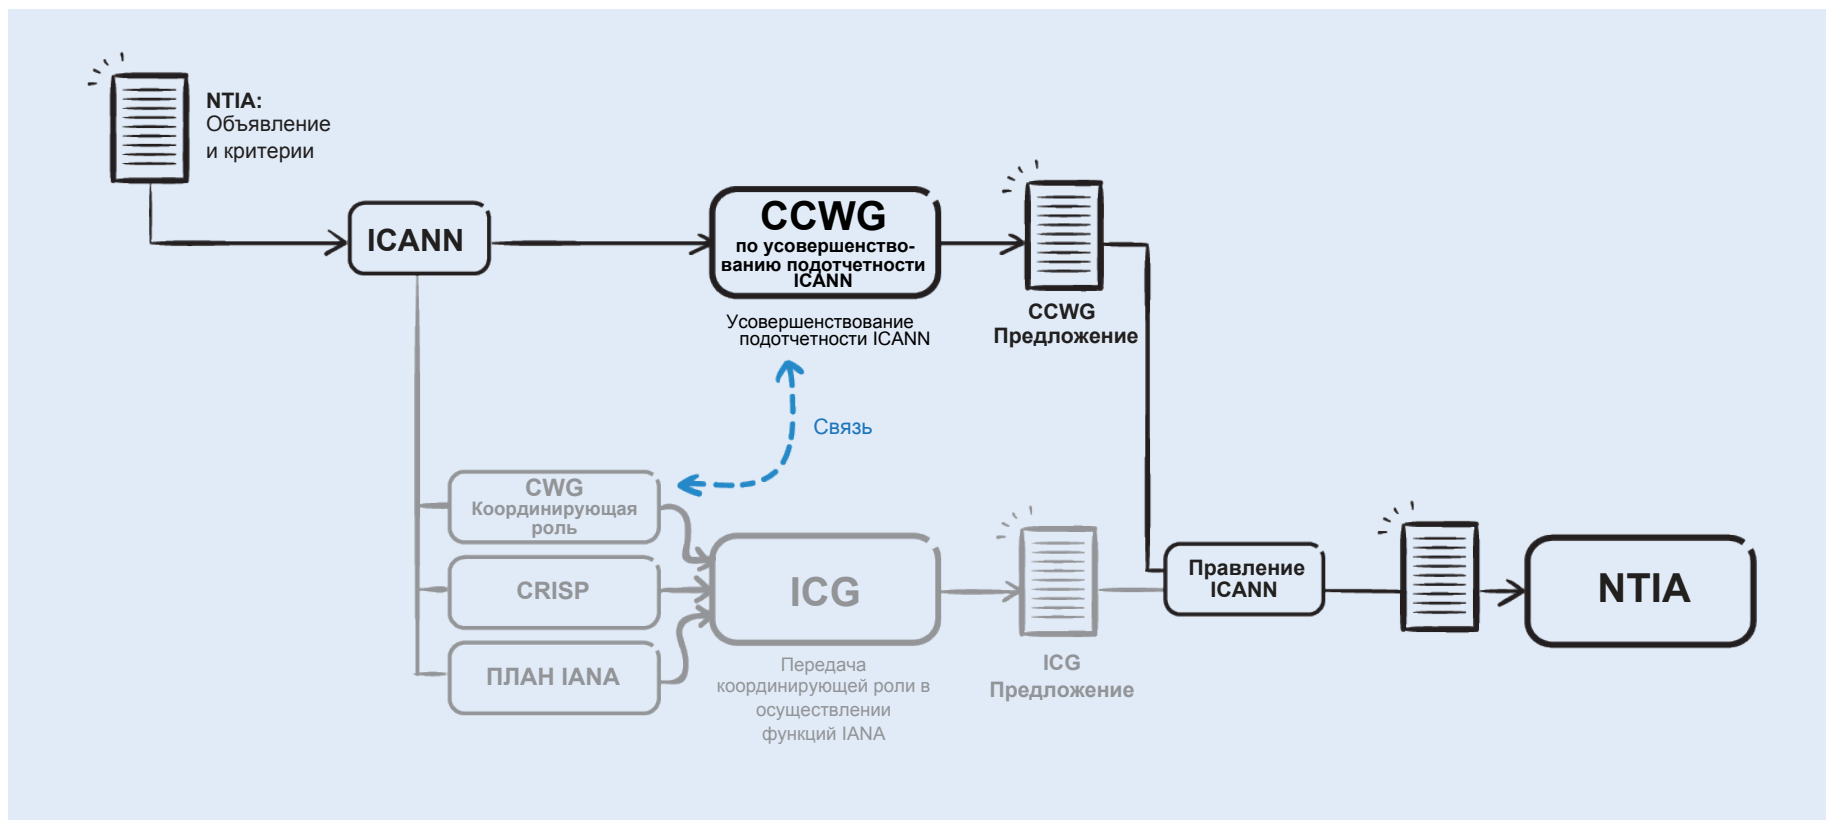 NTIA:
Объявление
и критерии
ICANN
CCWG
по усовершенство-
ванию подотчетности
ICANN
Усовершенствование
подотчетности ICANN
CCWG
Предложение
Связь
CWG
Координирующая
роль
CRISP
ПЛАН IANA
ICG
Передача
координирующей роли в
осуществлении
функций IANA
ICG
Предложение
Правление
ICANN
NTIA